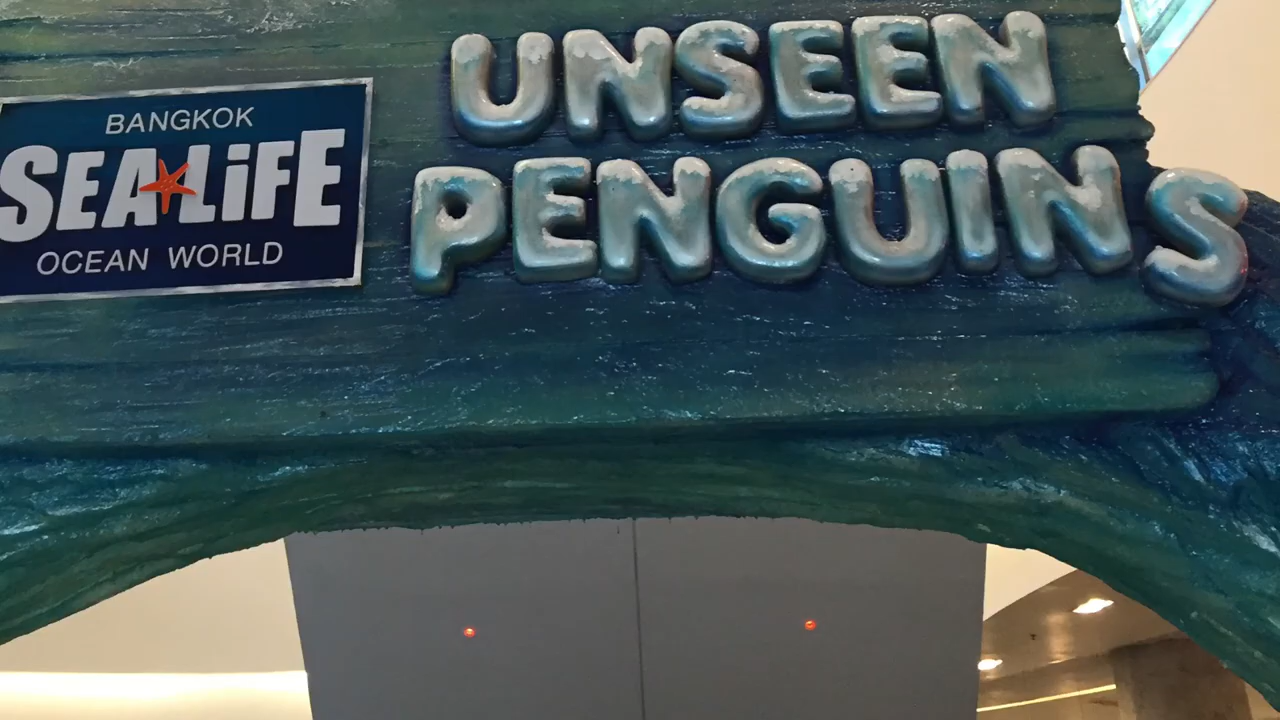 BANGKOK
SEA LiFE
OCEAN WORLD
UNSEEN
PENGUINS